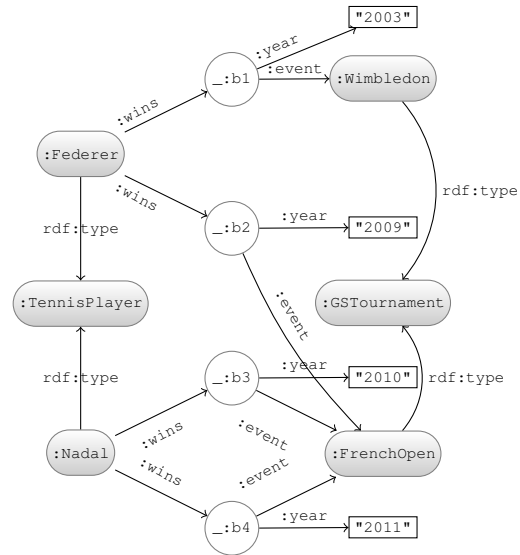 "2003"
:year
_:b1
:event
:Wimbledon
:wins
:Federer
:wins
rdf:type
rdf:type
_:b2
:year
"2009"
:TennisPlayer
:event
:GSTournament
rdf:type
_:b3
:year
"2010"
rdf:type
:wins
:event
:Nadal
:FrenchOpen
:wins
:event
_:b4
:year
"2011"